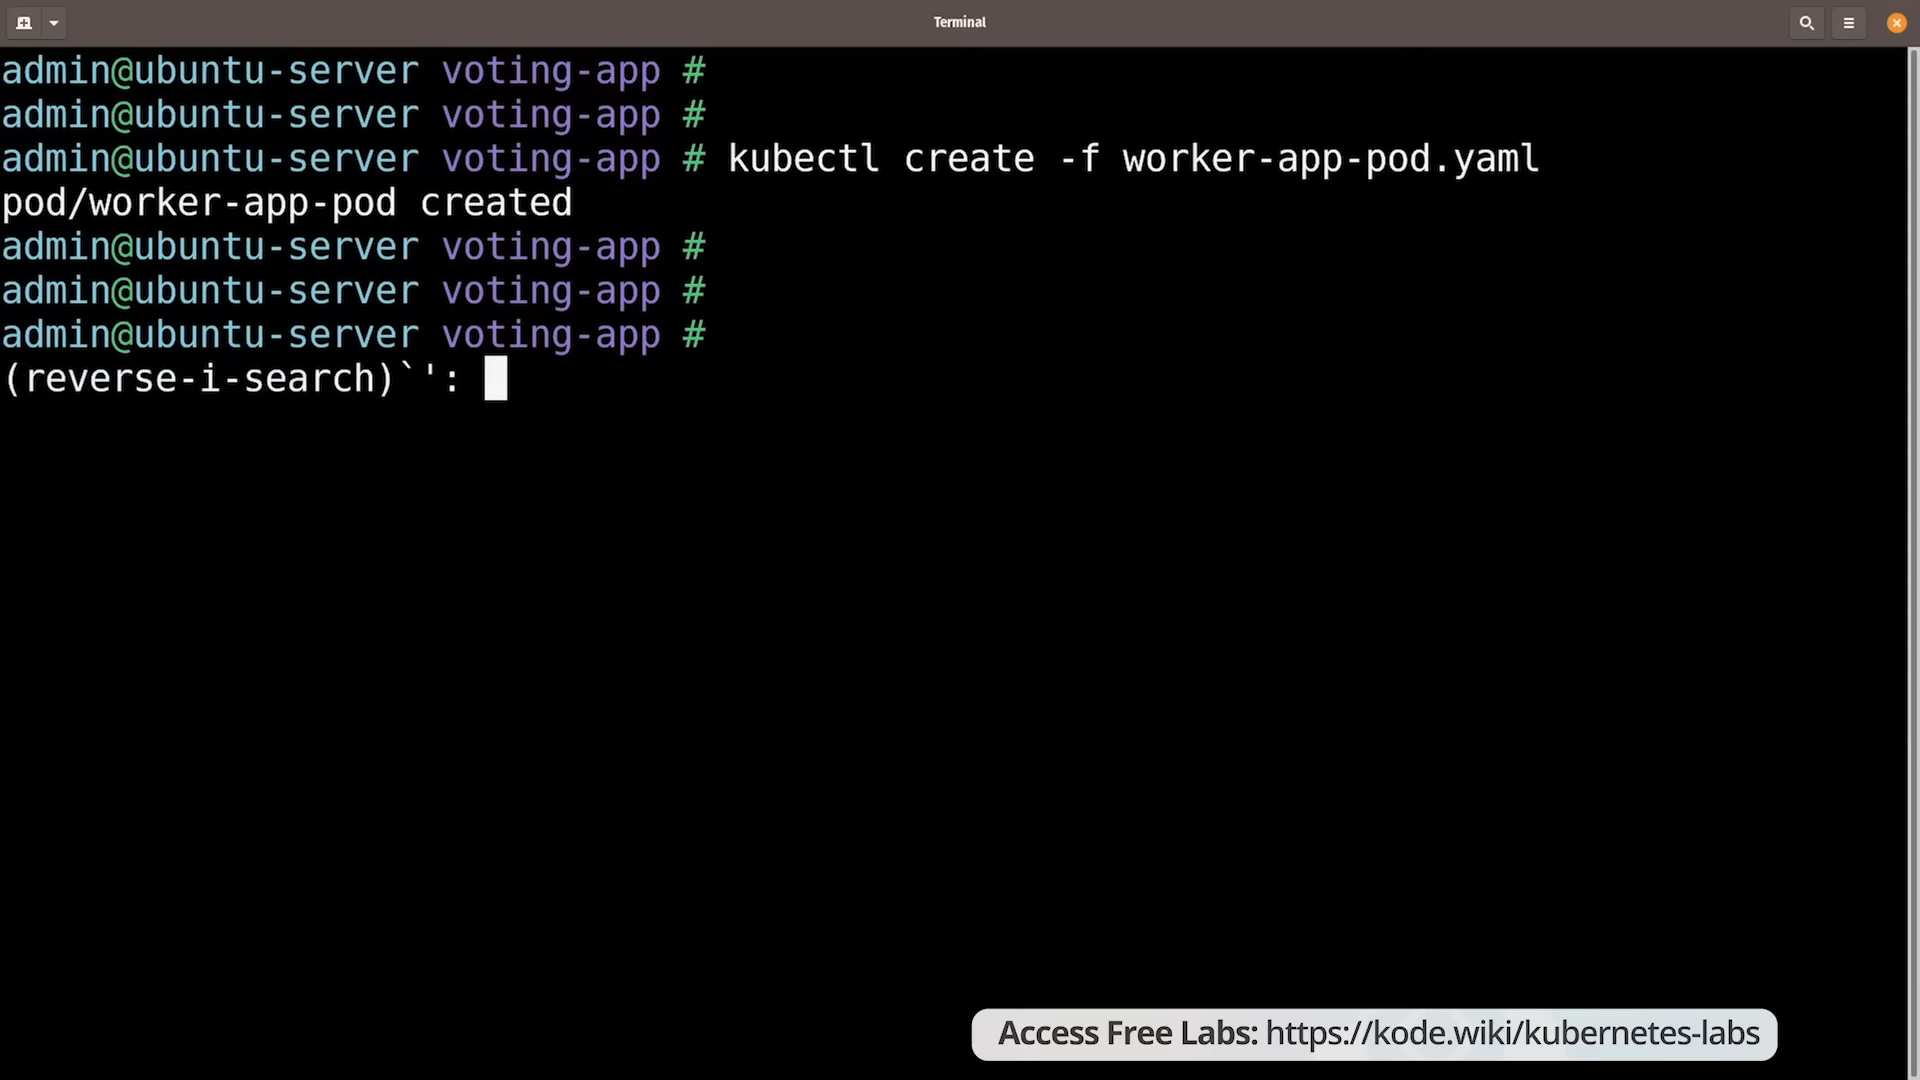 Terminal
admin@ubuntu-server voting-app #
admin@ubuntu-server voting-app #
admin@ubuntu-server voting-app # kubectl create -f worker-app-pod.yaml
pod/worker-app-pod created
admin@ubuntu-server voting-app #
admin@ubuntu-server voting-app #
admin@ubuntu-server voting-app #
(reverse-i-search)`':
Access Free Labs: https://kode.wiki/kubernetes-labs